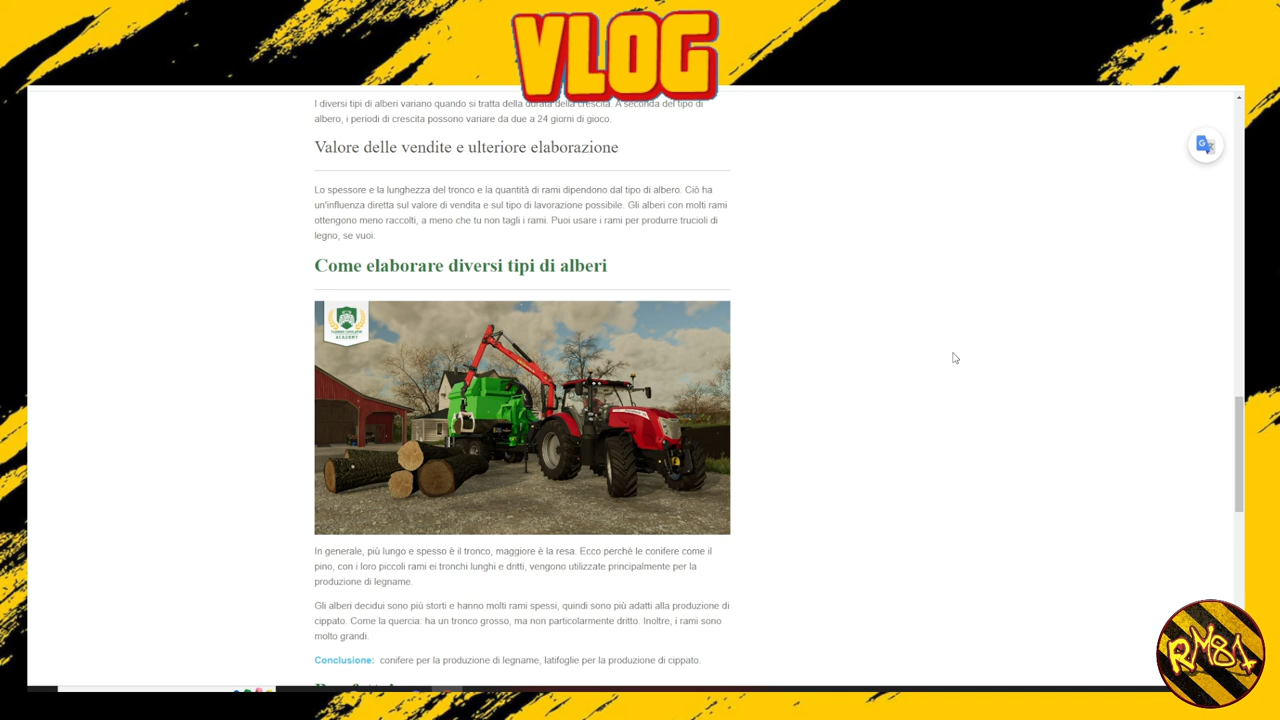 VLOG
I diversi tipi di alberi variano quando si tratta della durata della crescita. A seconda del tipo di
albero, i periodi di crescita possono variare da due a 24 giorni di gioco.
Valore delle vendite e ulteriore elaborazione
Lo spessore e la lunghezza del tronco e la quantità di rami dipendono dal tipo di albero. Ciò ha
un'influenza diretta sul valore di vendita e sul tipo di lavorazione possibile. Gli alberi con molti rami
ottengono meno raccolti, a meno che tu non tagli i rami. Puoi usare i rami per produrre trucioli di
legno, se vuoi.
Come elaborare diversi tipi di alberi
ACADEMY
In generale, più lungo e spesso è il tronco, maggiore è la resa. Ecco perché le conifere come il
pino, con i loro piccoli rami ei tronchi lunghi e dritti, vengono utilizzate principalmente per la
produzione di legname.
Gli alberi decidui sono più storti e hanno molti rami spessi, quindi sono più adatti alla produzione di
cippato. Come la quercia: ha un tronco grosso, ma non particolarmente dritto. Inoltre, i rami sono
molto grandi.
Conclusione: conifere per la produzione di legname, latifoglie per la produzione di cippato.
RM81